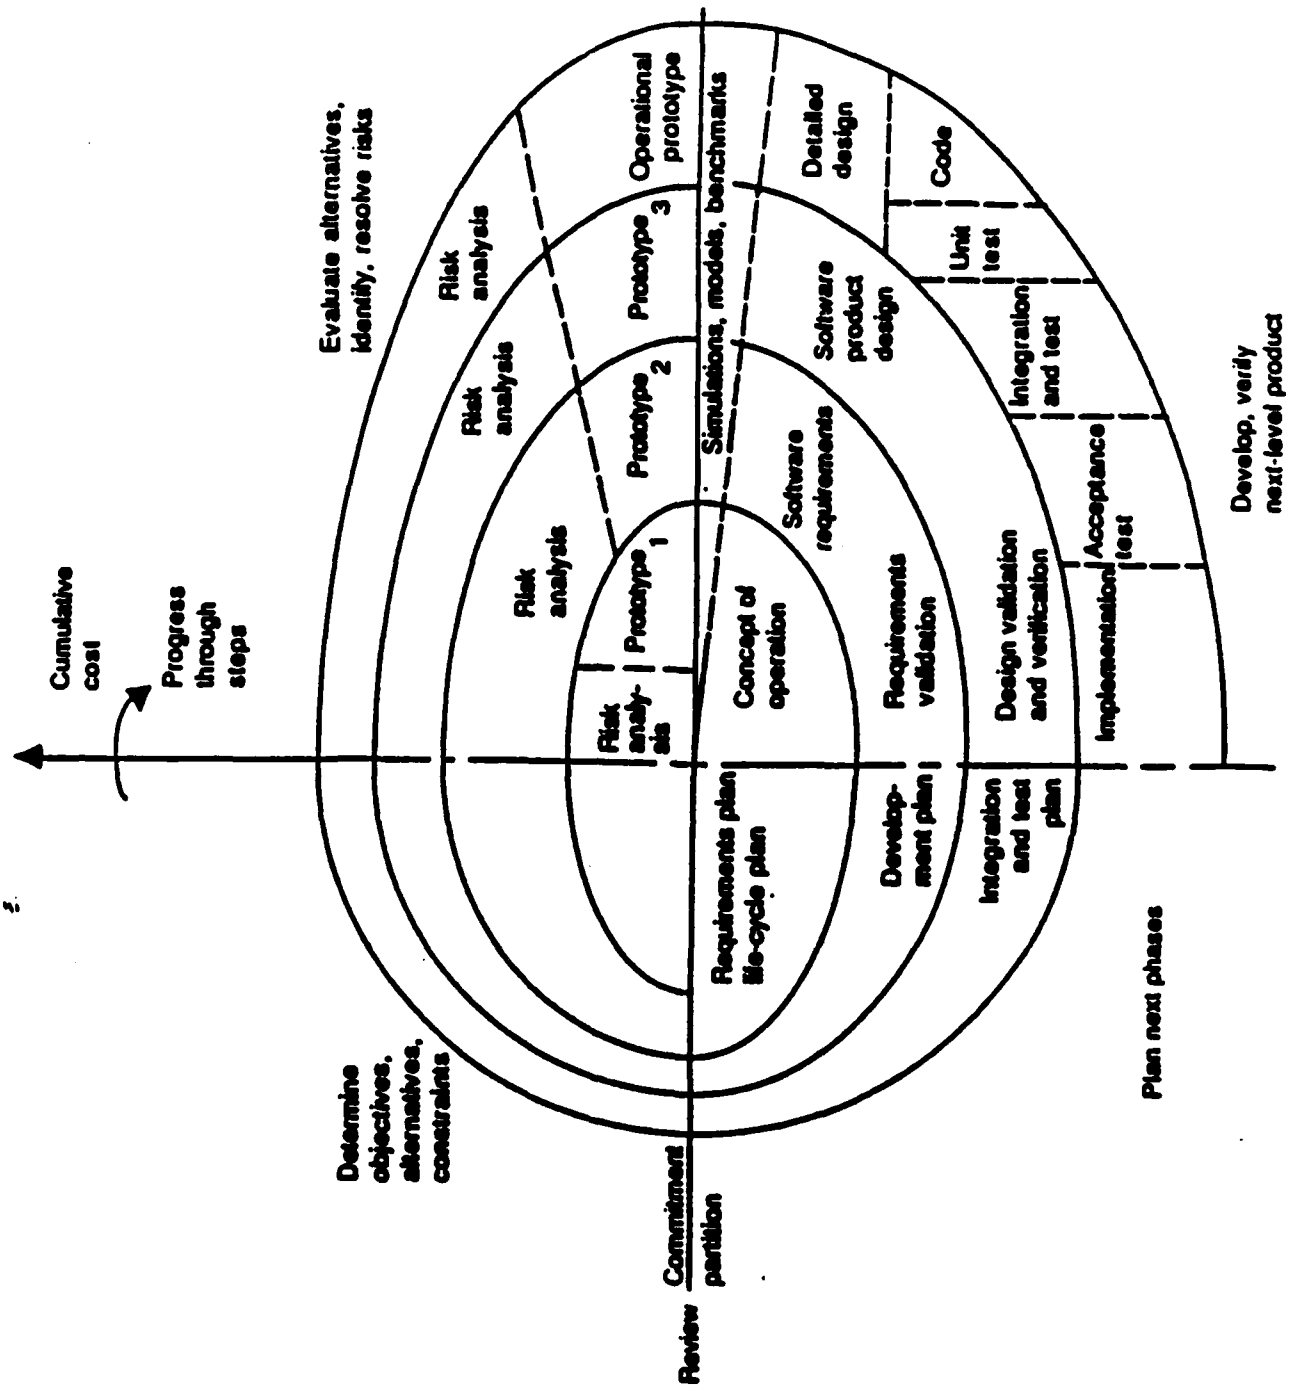 Cumulative
cost
Progress
through
steps
Evaluate alternatives,
identify, resolve risks
Determine
objectives,
alternatives,
constraints
Risk
analysis
Risk
analysis
Risk
analysis
Risk
analy-
sis
Prototype 1
Prototype 2
Prototype 3
Operational
prototype
Review
Commitment
partition
Simulations, models, benchmarks
Requirements plan
life-cycle plan
Concept of
operation
Software
requirements
Software
product
design
Detailed
design
Develop-
ment plan
Requirements
validation
Code
Unit
test
Integration
and test
plan
Design validation
and verification
Integration
and test
Acceptance
test
Implementation
Plan next phases
Develop, verify
next-level product